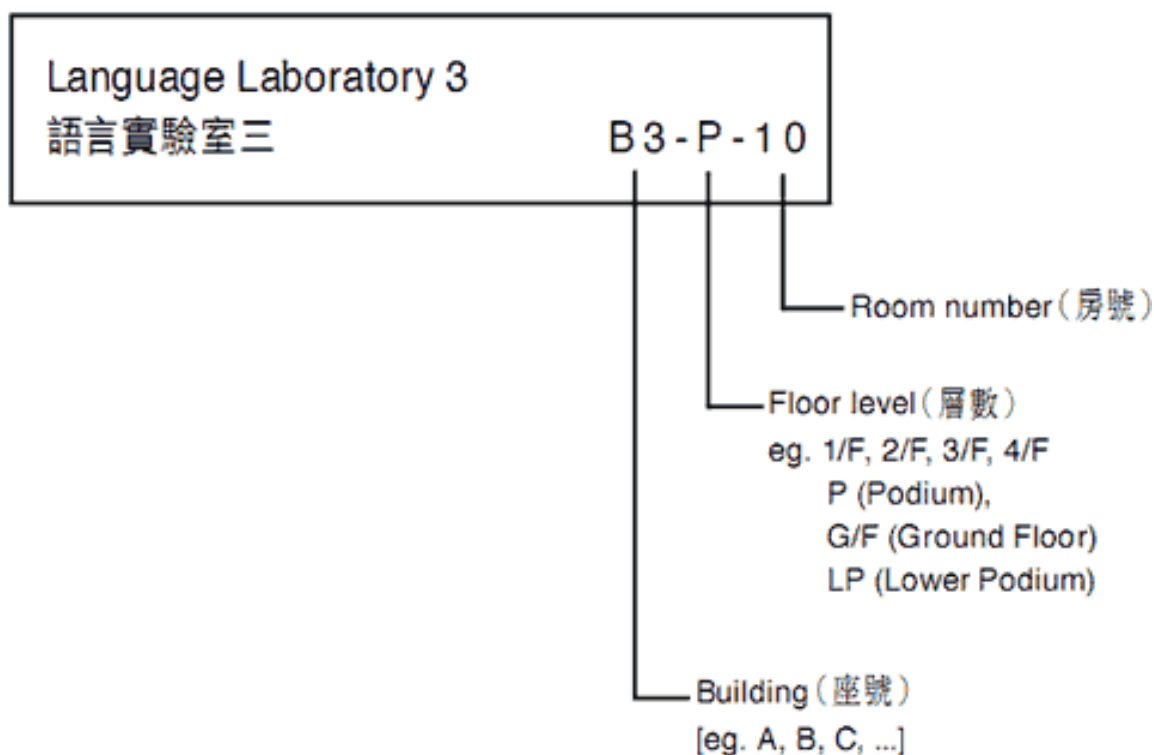 Language Laboratory 3
語言實驗室三 B3-P-10
Room number（房號）
Floor level（層數）
eg. 1/F, 2/F, 3/F, 4/F
P (Podium),
G/F (Ground Floor)
LP (Lower Podium)
Building（座號）
[eg. A, B, C, ...]